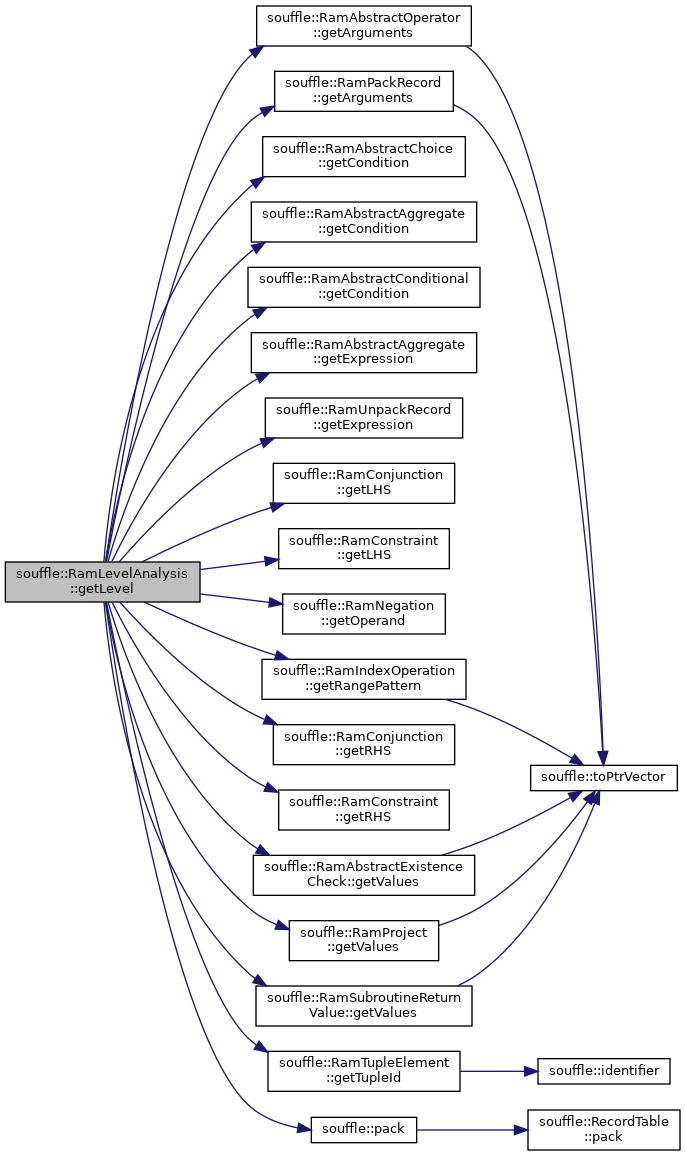 souffle::RamAbstractOperator
::getArguments
souffle::RamPackRecord
::getArguments
souffle::RamAbstractChoice
::getCondition
souffle::RamAbstractAggregate
::getCondition
souffle::RamAbstractConditional
::getCondition
souffle::RamAbstractAggregate
::getExpression
souffle::RamUnpackRecord
::getExpression
souffle::RamConjunction
::getLHS
souffle::RamConstraint
::getLHS
souffle::RamLevelAnalysis
::getLevel
souffle::RamNegation
::getOperand
souffle::RamIndexOperation
::getRangePattern
souffle::RamConjunction
::getRHS
souffle::toPtrVector
souffle::RamConstraint
::getRHS
souffle::RamAbstractExistence
Check::getValues
souffle::RamProject
::getValues
souffle::RamSubroutineReturn
Value::getValues
souffle::RamTupleElement
::getTupleId
souffle::identifier
souffle::pack
souffle::RecordTable
::pack